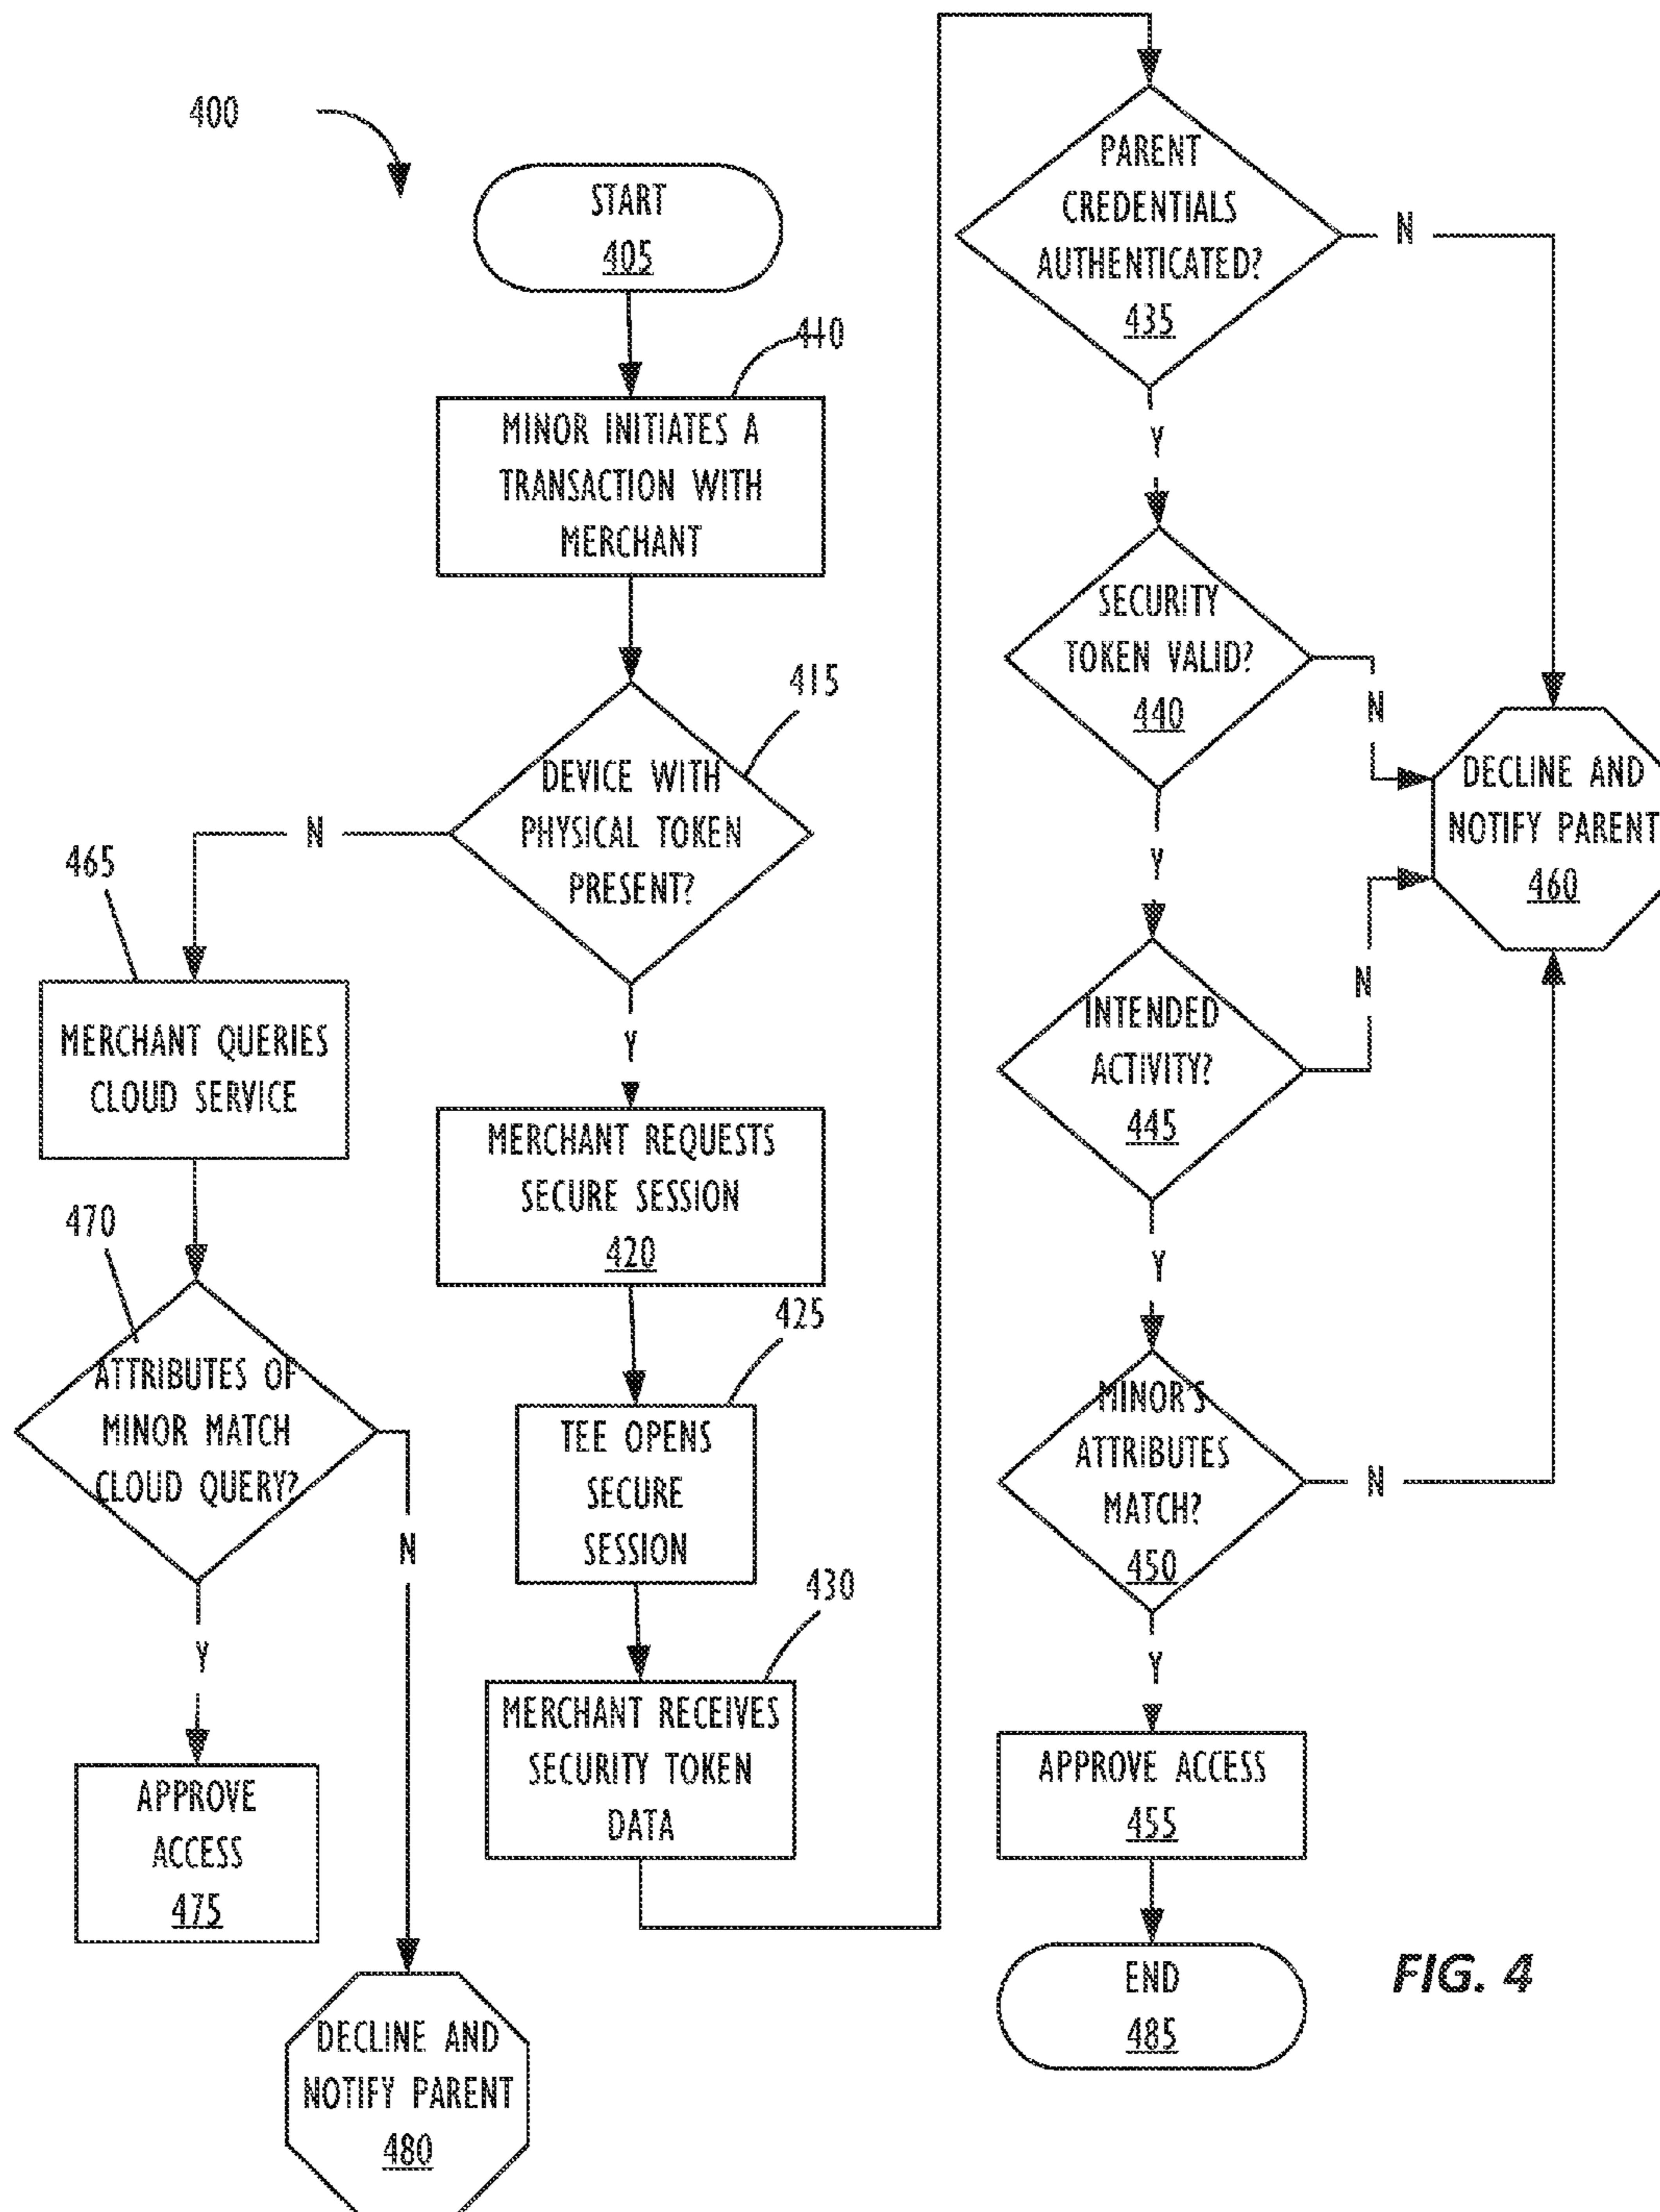 400
START
405
410
MINOR INITIATES A
TRANSACTION WITH
MERCHANT
415
DEVICE WITH
PHYSICAL TOKEN
PRESENT?
N
Y
465
MERCHANT QUERIES
CLOUD SERVICE
470
ATTRIBUTES OF
MINOR MATCH
CLOUD QUERY?
Y
N
APPROVE
ACCESS
475
DECLINE AND
NOTIFY PARENT
480
MERCHANT REQUESTS
SECURE SESSION
420
425
TEE OPENS
SECURE
SESSION
430
MERCHANT RECEIVES
SECURITY TOKEN
DATA
PARENT
CREDENTIALS
AUTHENTICATED?
435
N
Y
SECURITY
TOKEN VALID?
440
N
Y
DECLINE AND
NOTIFY PARENT
460
INTENDED
ACTIVITY?
445
N
Y
MINOR'S
ATTRIBUTES
MATCH?
450
N
Y
APPROVE ACCESS
455
END
485
FIG. 4